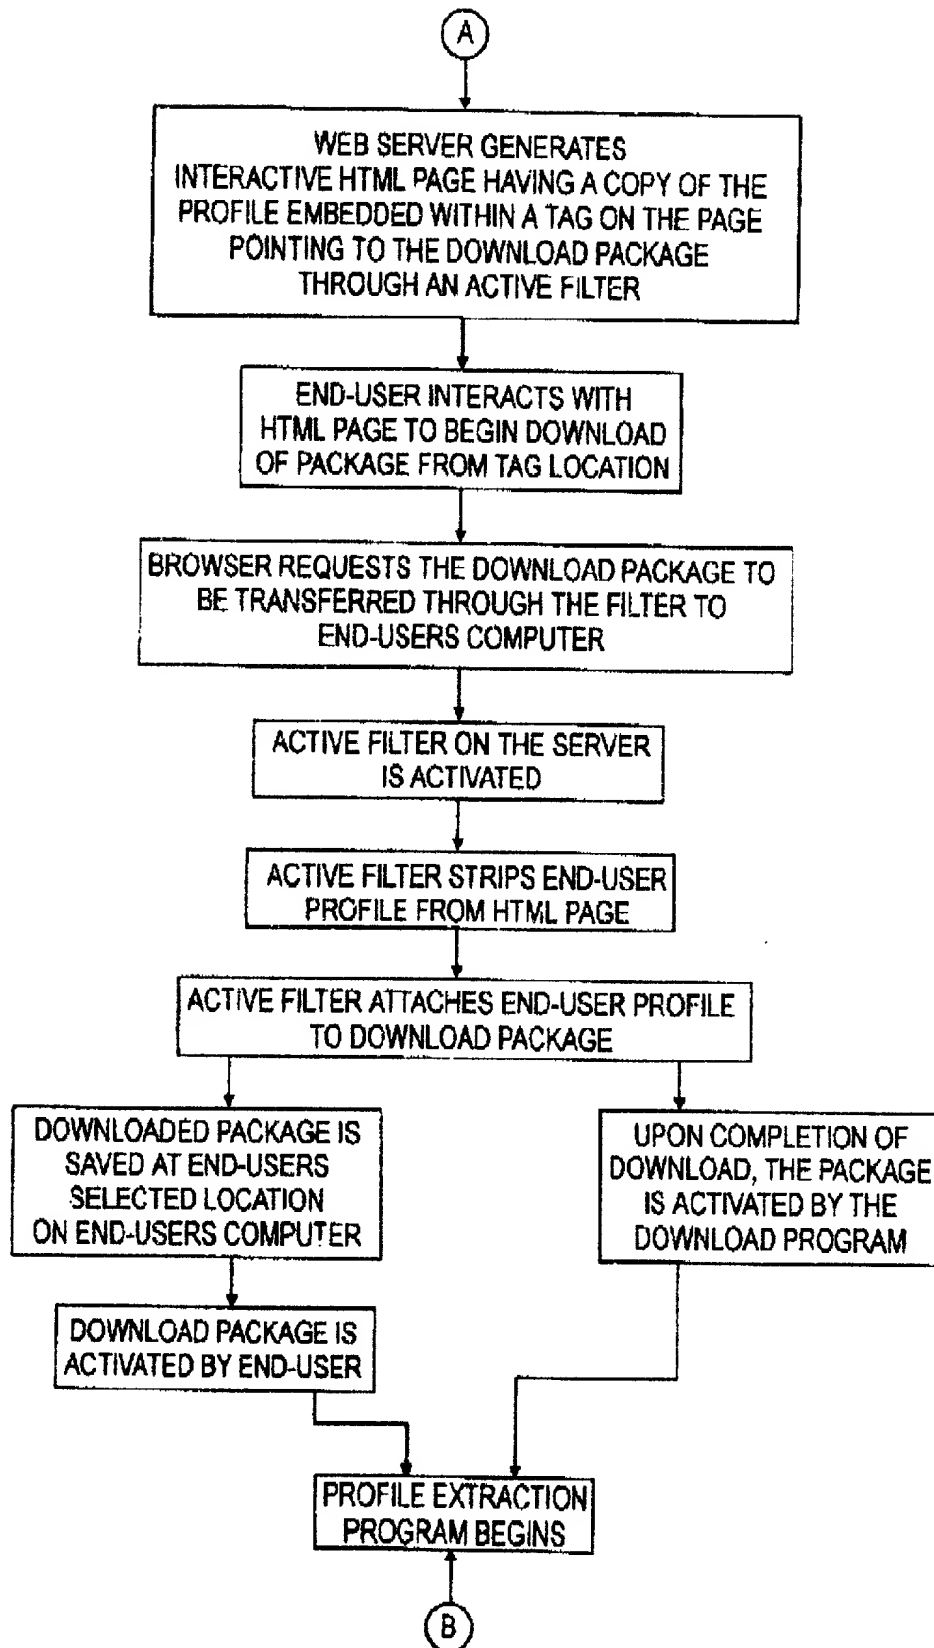 A
WEB SERVER GENERATES
INTERACTIVE HTML PAGE HAVING A COPY OF THE
PROFILE EMBEDDED WITHIN A TAG ON THE PAGE
POINTING TO THE DOWNLOAD PACKAGE
THROUGH AN ACTIVE FILTER
END-USER INTERACTS WITH
HTML PAGE TO BEGIN DOWNLOAD
OF PACKAGE FROM TAG LOCATION
BROWSER REQUESTS THE DOWNLOAD PACKAGE TO
BE TRANSFERRED THROUGH THE FILTER TO
END-USERS COMPUTER
ACTIVE FILTER ON THE SERVER
IS ACTIVATED
ACTIVE FILTER STRIPS END-USER
PROFILE FROM HTML PAGE
ACTIVE FILTER ATTACHES END-USER PROFILE
TO DOWNLOAD PACKAGE
DOWNLOADED PACKAGE IS
SAVED AT END-USERS
SELECTED LOCATION
ON END-USERS COMPUTER
DOWNLOAD PACKAGE IS
ACTIVATED BY END-USER
UPON COMPLETION OF
DOWNLOAD, THE PACKAGE
IS ACTIVATED BY THE
DOWNLOAD PROGRAM
PROFILE EXTRACTION
PROGRAM BEGINS
B